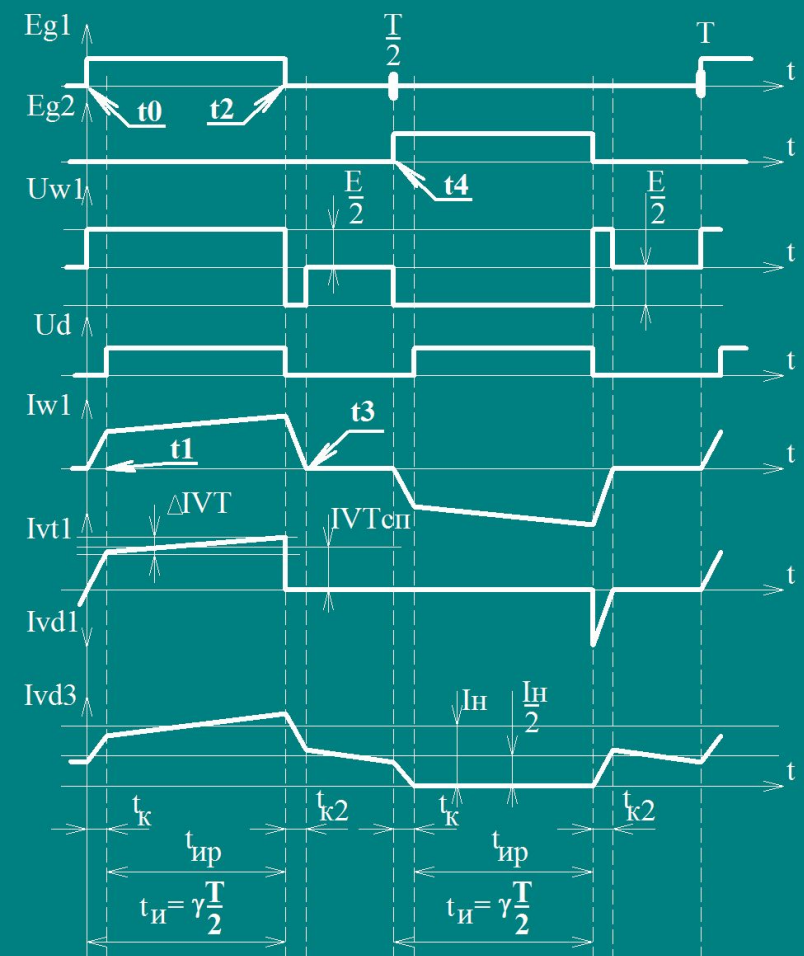 Eg1
T
2
T
t
t0
t2
Eg2
t
t4
Uw1
E
2
E
2
t
Ud
t
Iw1
t3
t1
t
ΔIVT
IVTсп
Ivt1
t
Ivd1
Ivd3
Iн
Iн
2
t
tк
tк2
tк
tк2
tир
tир
tи= γT
2
tи= γT
2